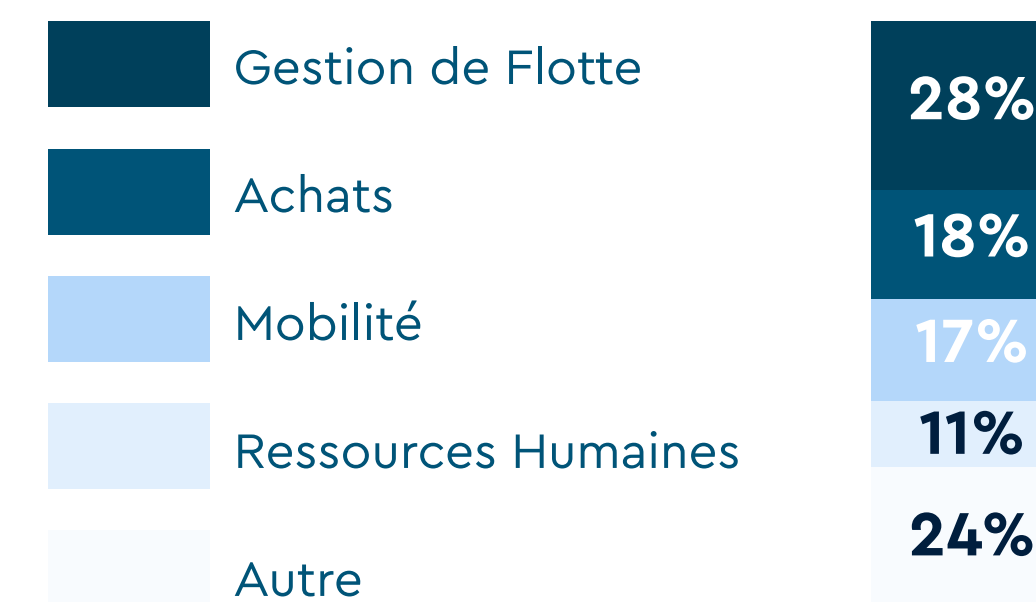 Gestion de Flotte
28%
Achats
18%
Mobilité
17%
Ressources Humaines
11%
Autre
24%